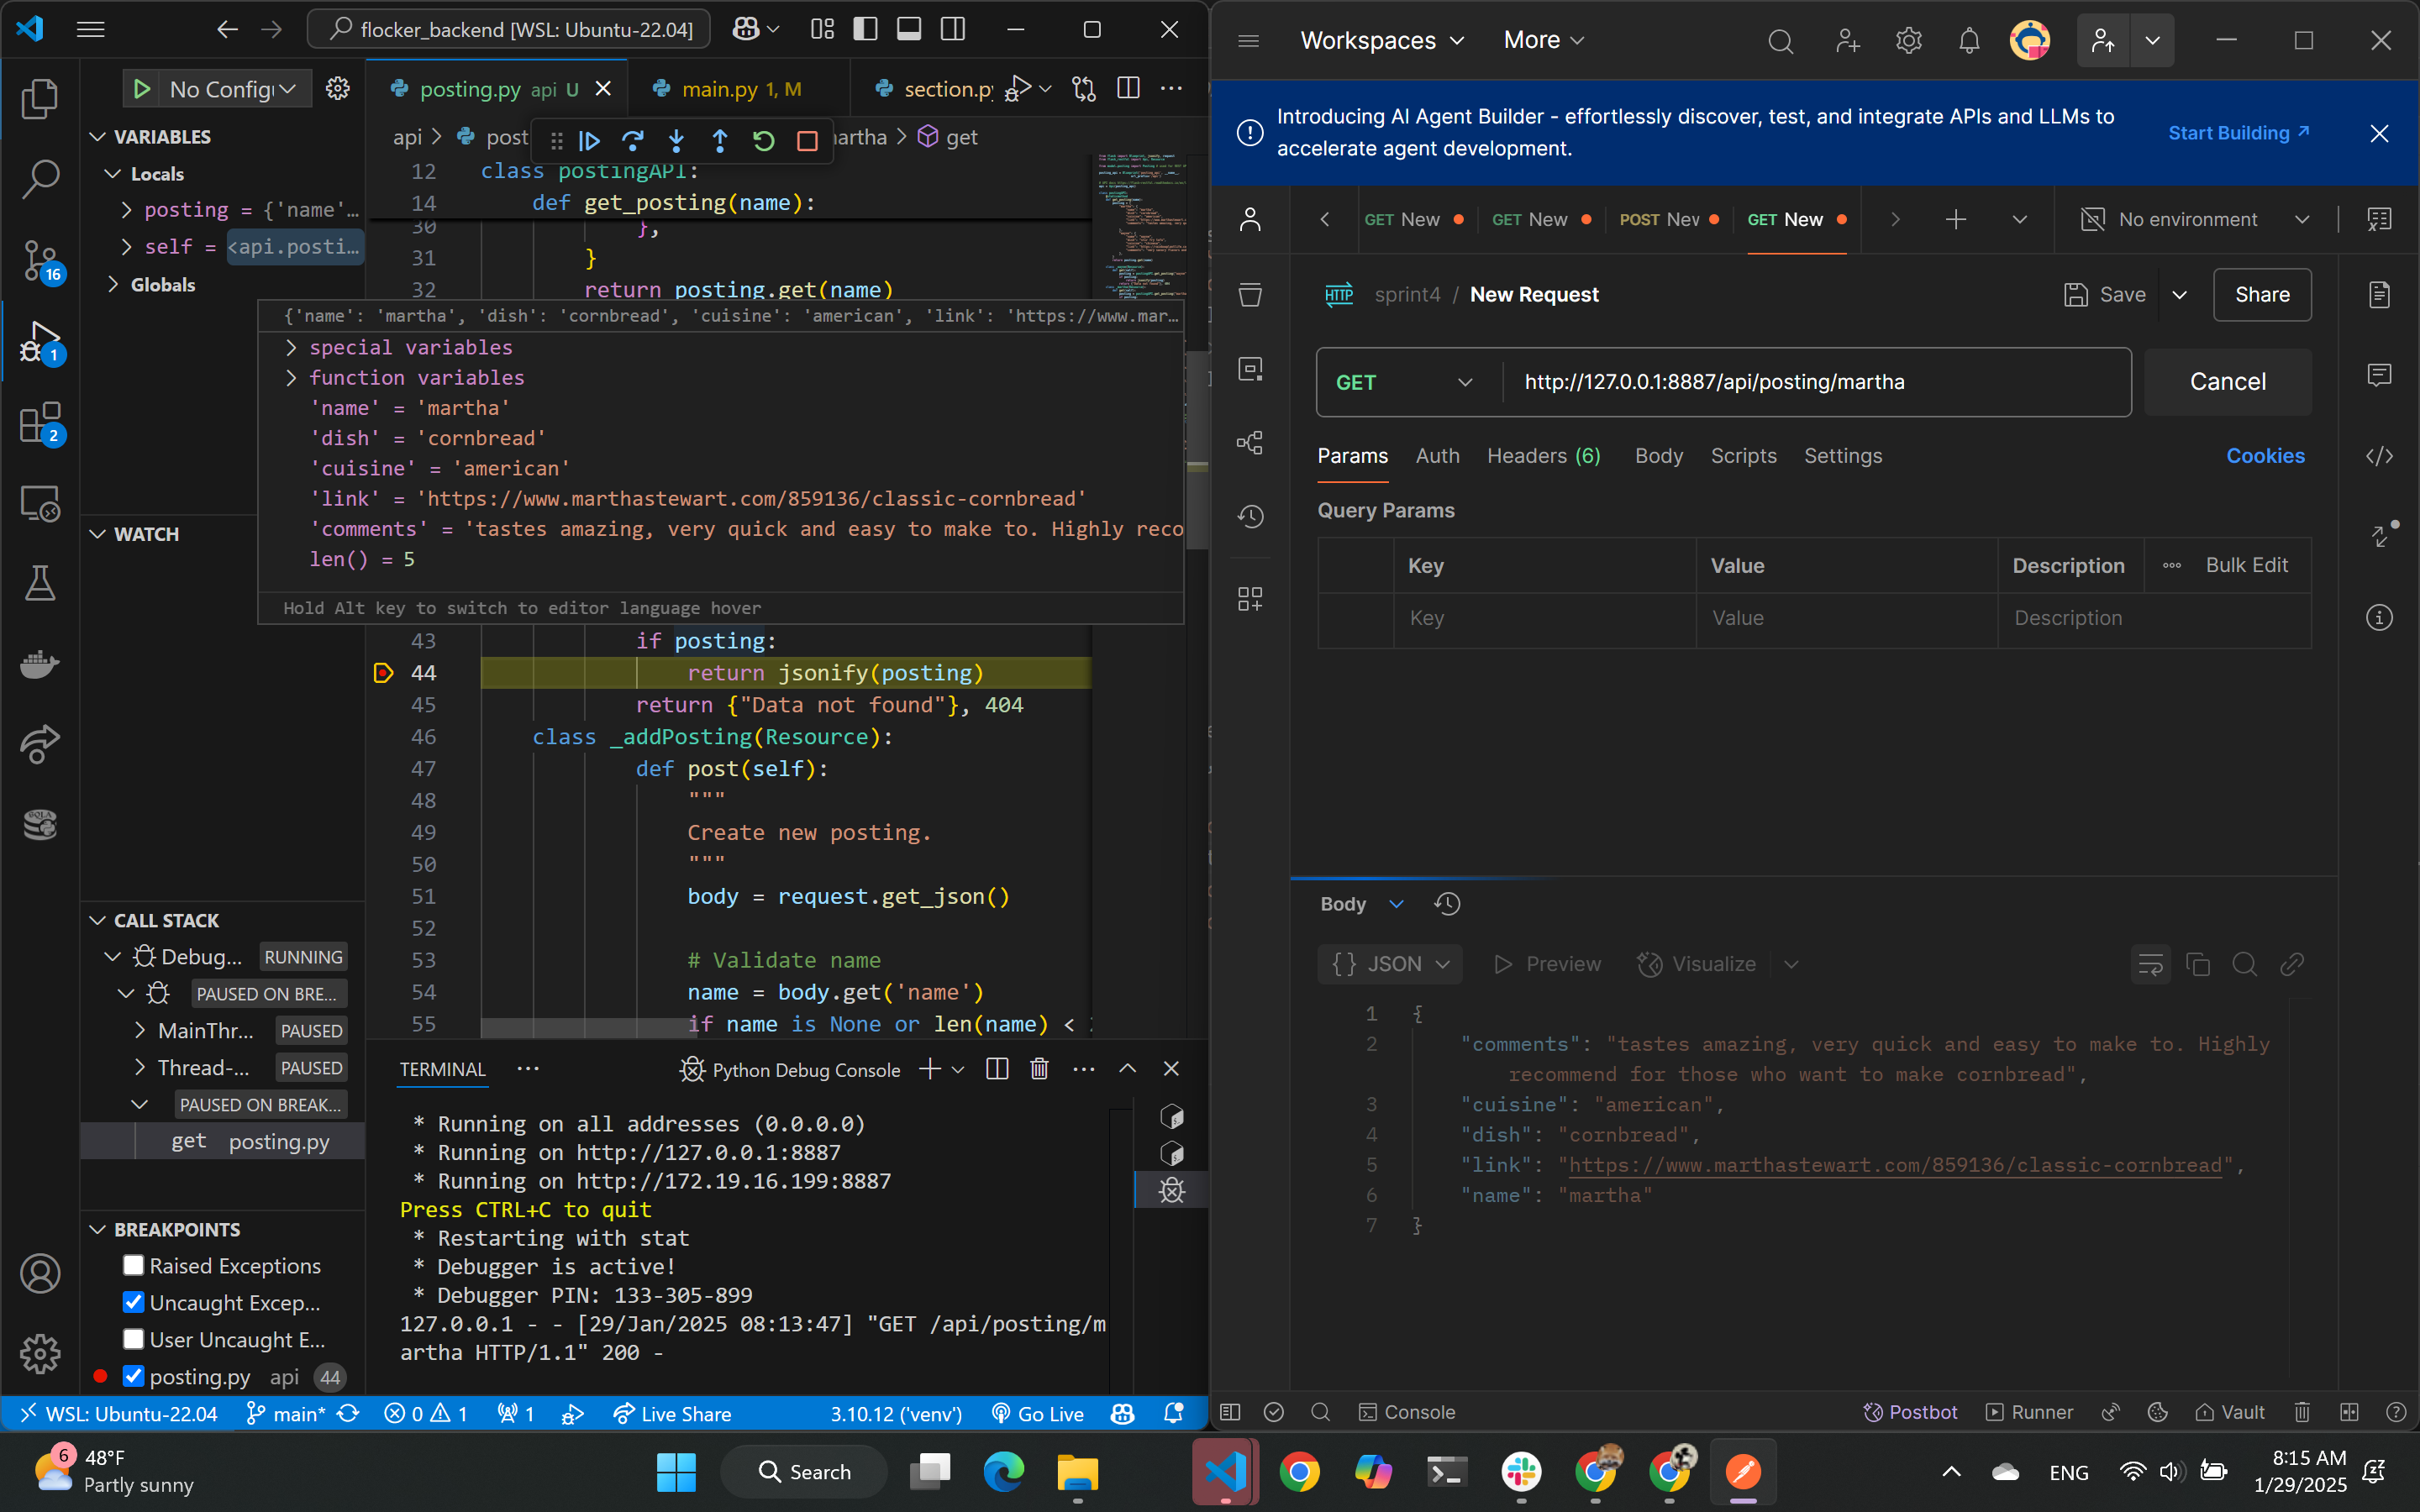 flocker_backend [WSL: Ubuntu-22.04]
No Config
posting.py api U
main.py 1, M
section.py
VARIABLES
Locals
posting = {'name'…
self = <api.posti…
Globals
WATCH
CALL STACK
Debug... RUNNING
PAUSED ON BRE...
MainThr... PAUSED
Thread-... PAUSED
PAUSED ON BREAK...
get posting.py
BREAKPOINTS
Raised Exceptions
Uncaught Excep...
User Uncaught E...
posting.py api 44
16
1
2
api > post
martha > get
12 class postingAPI:
14 def get_posting(name):
30 },
31 }
32 return posting.get(name)
{'name': 'martha', 'dish': 'cornbread', 'cuisine': 'american', 'link': 'https://www.mar…
special variables
function variables
'name' = 'martha'
'dish' = 'cornbread'
'cuisine' = 'american'
'link' = 'https://www.marthastewart.com/859136/classic-cornbread'
'comments' = 'tastes amazing, very quick and easy to make to. Highly reco
len() = 5
Hold Alt key to switch to editor language hover
43 if posting:
44 return jsonify(posting)
45 return {"Data not found"}, 404
46 class _addPosting(Resource):
47 def post(self):
48 """
49 Create new posting.
50 """
51 body = request.get_json()
52
53 # Validate name
54 name = body.get('name')
55 if name is None or len(name) <
TERMINAL
Python Debug Console
* Running on all addresses (0.0.0.0)
* Running on http://127.0.0.1:8887
* Running on http://172.19.16.199:8887
Press CTRL+C to quit
* Restarting with stat
* Debugger is active!
* Debugger PIN: 133-305-899
127.0.0.1 - - [29/Jan/2025 08:13:47] "GET /api/posting/m
artha HTTP/1.1" 200 -
WSL: Ubuntu-22.04 main* 0 1 1 Live Share 3.10.12 ('venv') Go Live
Workspaces More
Introducing AI Agent Builder - effortlessly discover, test, and integrate APIs and LLMs to
accelerate agent development.
Start Building
GET New
GET New
POST New
GET New
No environment
HTTP sprint4 / New Request
Save
Share
GET http://127.0.0.1:8887/api/posting/martha
Cancel
Params Auth Headers (6) Body Scripts Settings Cookies
Query Params
Key Value Description Bulk Edit
Key Value Description
Body
{} JSON Preview Visualize
1 {
2 "comments": "tastes amazing, very quick and easy to make to. Highly
recommend for those who want to make cornbread",
3 "cuisine": "american",
4 "dish": "cornbread",
5 "link": "https://www.marthastewart.com/859136/classic-cornbread",
6 "name": "martha"
7 }
Console Postbot Runner Vault
6 48°F
Partly sunny
Search
ENG
8:15 AM
1/29/2025